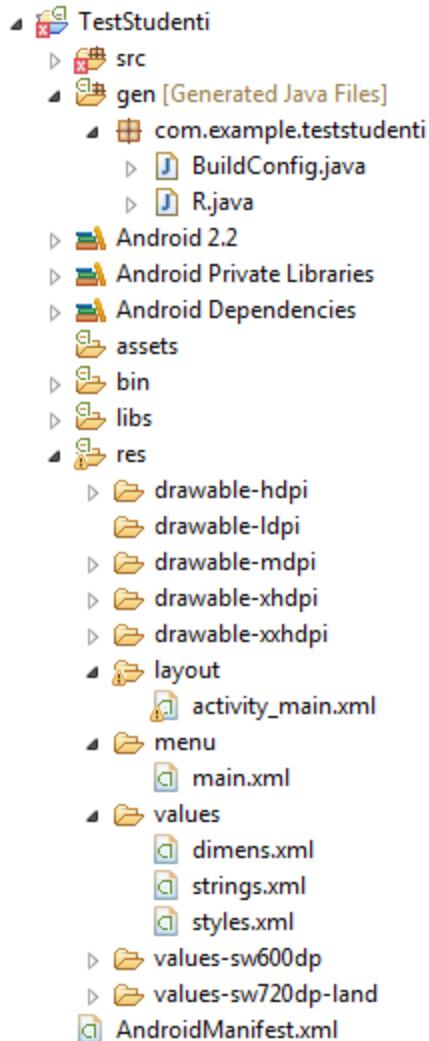 TestStudenti
src
gen [Generated Java Files]
com.example.teststudenti
BuildConfig.java
R.java
Android 2.2
Android Private Libraries
Android Dependencies
assets
bin
libs
res
drawable-hdpi
drawable-ldpi
drawable-mdpi
drawable-xhdpi
drawable-xxhdpi
layout
activity_main.xml
menu
main.xml
values
dimens.xml
strings.xml
styles.xml
values-sw600dp
values-sw720dp-land
AndroidManifest.xml